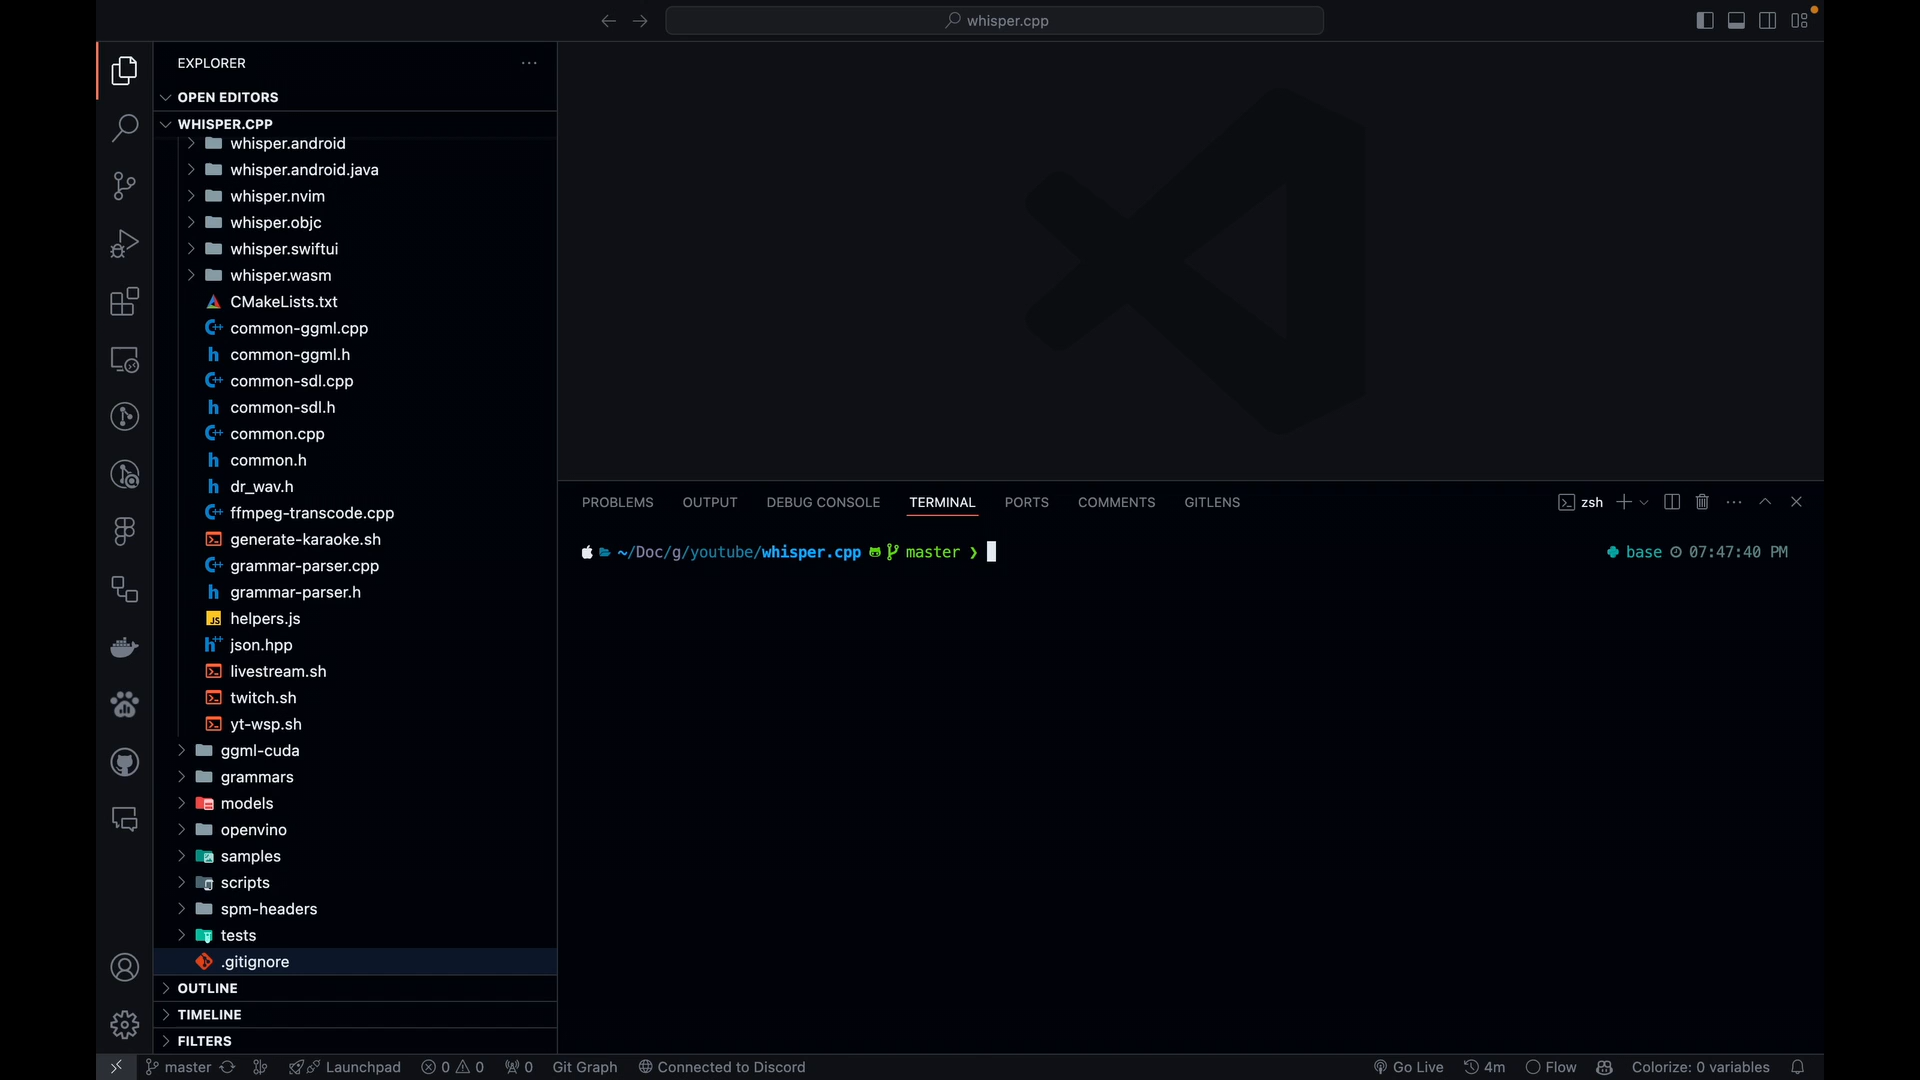 whisper.cpp
EXPLORER
OPEN EDITORS
WHISPER.CPP
whisper.android
whisper.android.java
whisper.nvim
whisper.objc
whisper.swiftui
whisper.wasm
CMakeLists.txt
common-ggml.cpp
common-ggml.h
common-sdl.cpp
common-sdl.h
common.cpp
common.h
dr_wav.h
ffmpeg-transcode.cpp
generate-karaoke.sh
grammar-parser.cpp
grammar-parser.h
helpers.js
json.hpp
livestream.sh
twitch.sh
yt-wsp.sh
ggml-cuda
grammars
models
openvino
samples
scripts
spm-headers
tests
.gitignore
OUTLINE
TIMELINE
FILTERS
PROBLEMS OUTPUT DEBUG CONSOLE TERMINAL PORTS COMMENTS GITLENS zsh
~/Doc/g/youtube/whisper.cpp master ❯ base 07:47:40 PM
master Launchpad 0 0 0 Git Graph Connected to Discord Go Live 4m Flow Colorize: 0 variables